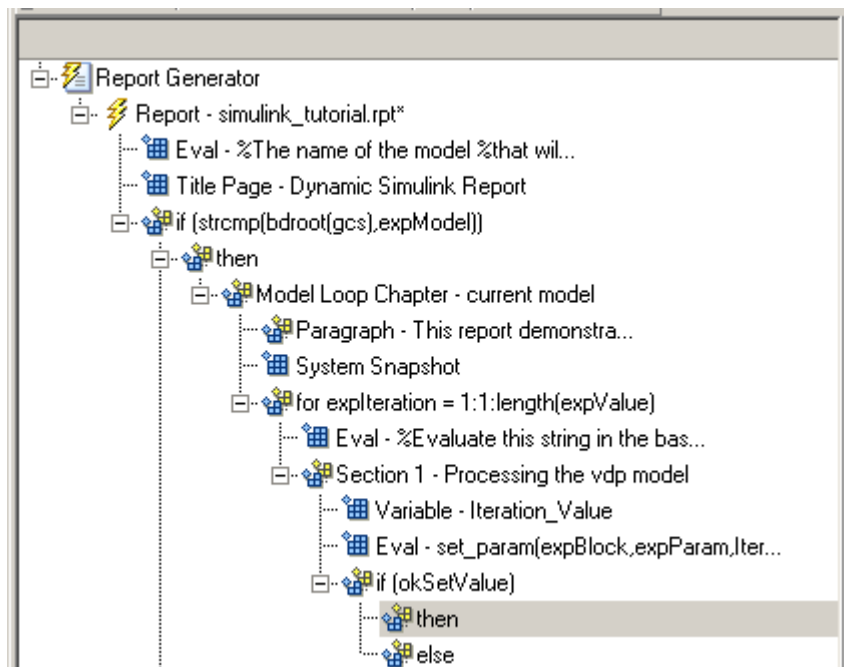 Report Generator
Report - simulink_tutorial.rpt*
Eval - %The name of the model %that wil...
Title Page - Dynamic Simulink Report
if (strcmp(bdroot(gcs),expModel))
then
Model Loop Chapter - current model
Paragraph - This report demonstra...
System Snapshot
for expIteration = 1:1:length(expValue)
Eval - %Evaluate this string in the bas...
Section 1 - Processing the vdp model
Variable - Iteration_Value
Eval - set_param(expBlock,expParam,Iter...
if (okSetValue)
then
else